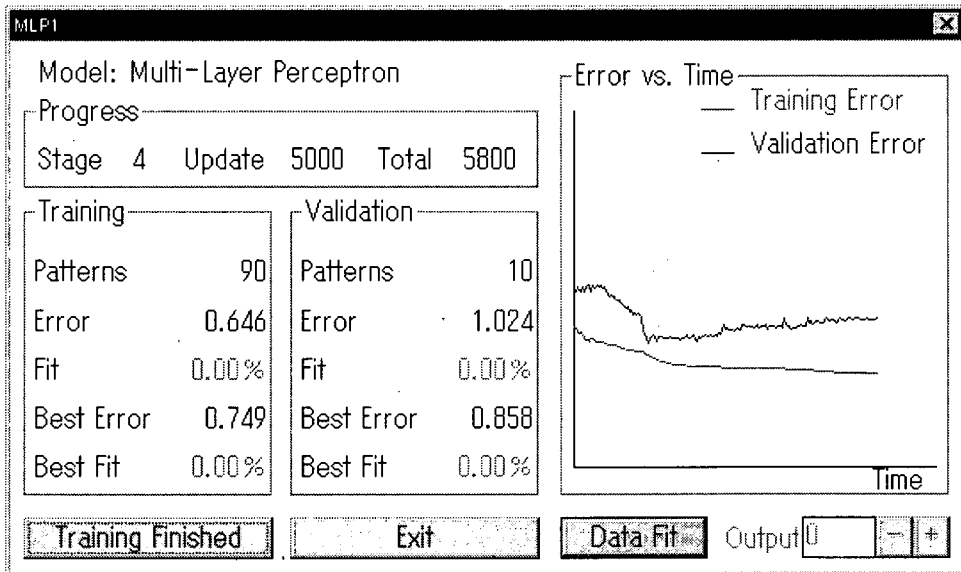 MLP1
Model: Multi-Layer Perceptron
Progress
Stage 4 Update 5000 Total 5800
Training
Patterns 90
Error 0.646
Fit 0.00%
Best Error 0.749
Best Fit 0.00%
Validation
Patterns 10
Error 1.024
Fit 0.00%
Best Error 0.858
Best Fit 0.00%
Error vs. Time
Training Error
Validation Error
Time
Training Finished
Exit
Data Fit
Output 0 - +